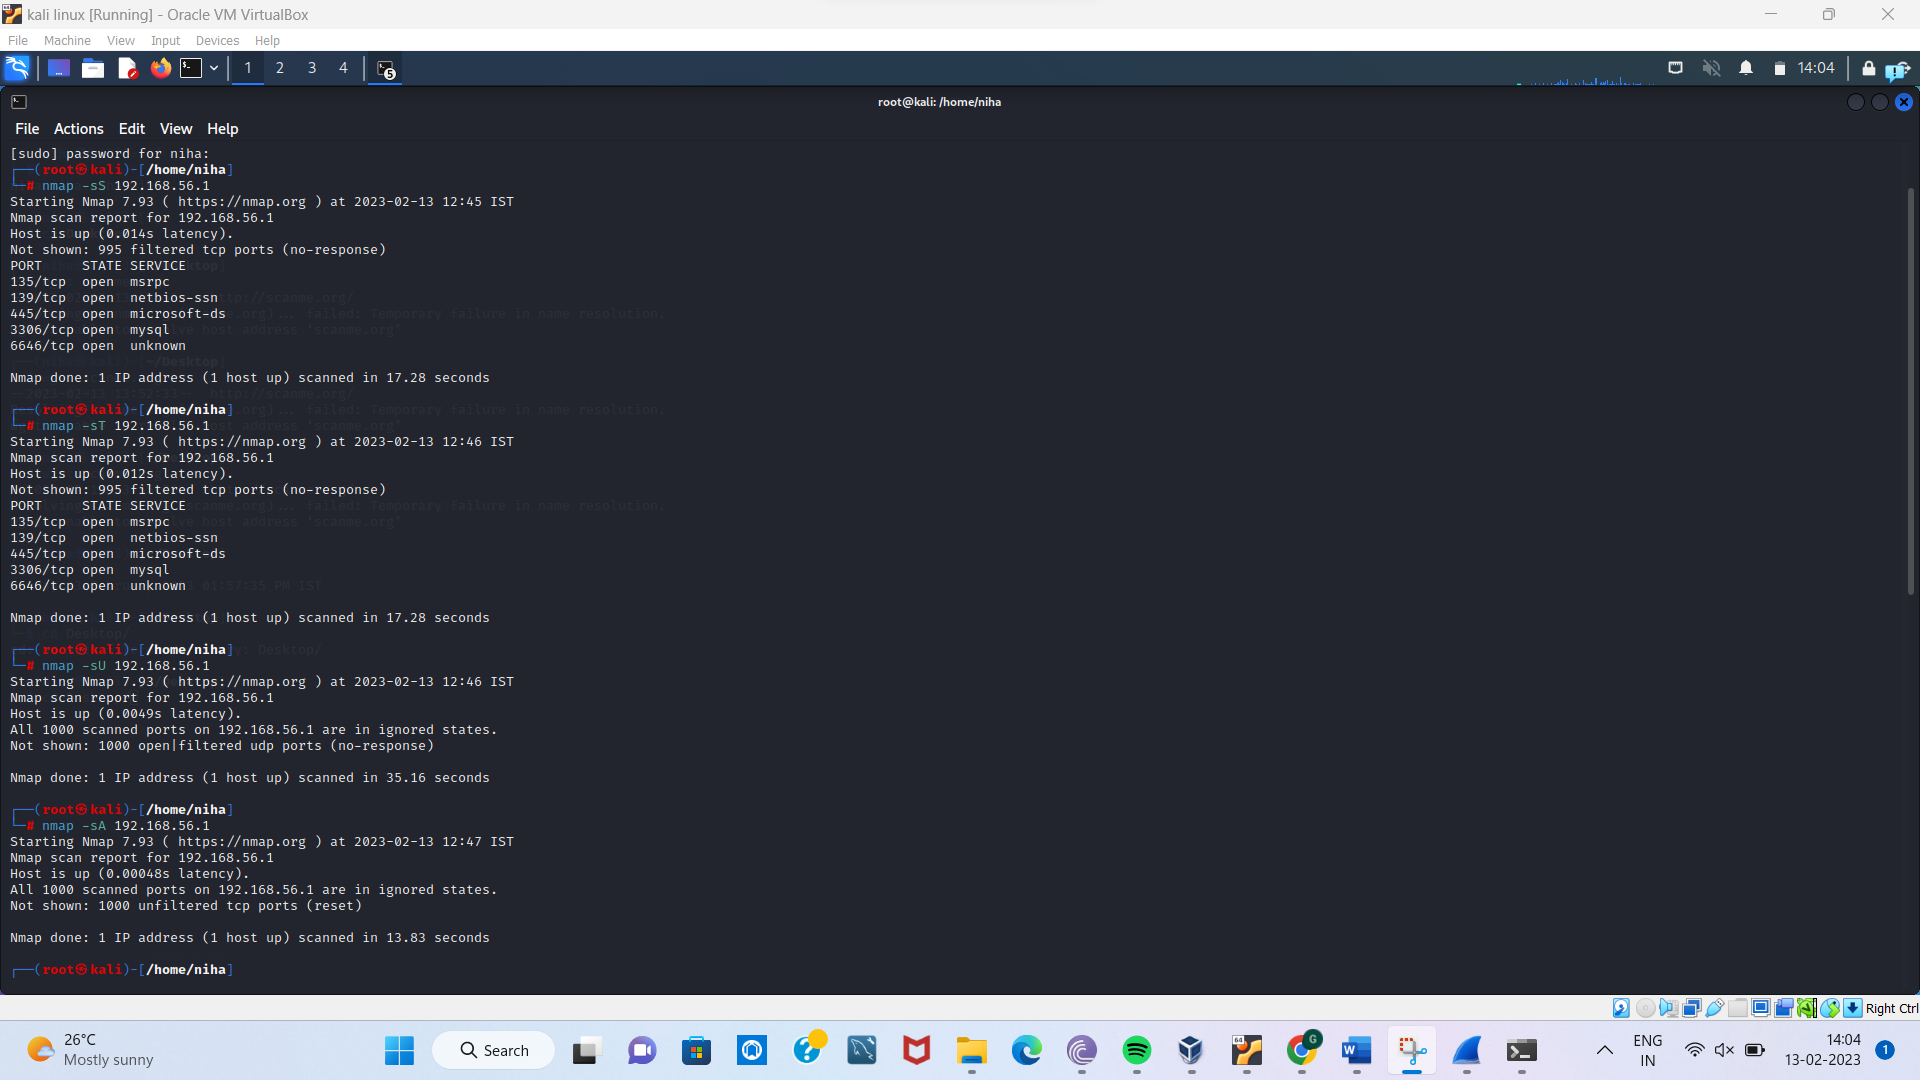 kali linux [Running] - Oracle VM VirtualBox
File Machine View Input Devices Help
1 2 3 4 5 14:04
root@kali: /home/niha
File Actions Edit View Help
[sudo] password for niha:
┌──(root㉿kali)-[/home/niha]
└─# nmap -sS 192.168.56.1
Starting Nmap 7.93 ( https://nmap.org ) at 2023-02-13 12:45 IST
Nmap scan report for 192.168.56.1
Host is up (0.014s latency).
Not shown: 995 filtered tcp ports (no-response)
PORT     STATE SERVICE
135/tcp  open  msrpc
139/tcp  open  netbios-ssn
445/tcp  open  microsoft-ds
3306/tcp open  mysql
6646/tcp open  unknown
Nmap done: 1 IP address (1 host up) scanned in 17.28 seconds
┌──(root㉿kali)-[/home/niha]
└─# nmap -sT 192.168.56.1
Starting Nmap 7.93 ( https://nmap.org ) at 2023-02-13 12:46 IST
Nmap scan report for 192.168.56.1
Host is up (0.012s latency).
Not shown: 995 filtered tcp ports (no-response)
PORT     STATE SERVICE
135/tcp  open  msrpc
139/tcp  open  netbios-ssn
445/tcp  open  microsoft-ds
3306/tcp open  mysql
6646/tcp open  unknown
Nmap done: 1 IP address (1 host up) scanned in 17.28 seconds
┌──(root㉿kali)-[/home/niha]
└─# nmap -sU 192.168.56.1
Starting Nmap 7.93 ( https://nmap.org ) at 2023-02-13 12:46 IST
Nmap scan report for 192.168.56.1
Host is up (0.0049s latency).
All 1000 scanned ports on 192.168.56.1 are in ignored states.
Not shown: 1000 open|filtered udp ports (no-response)
Nmap done: 1 IP address (1 host up) scanned in 35.16 seconds
┌──(root㉿kali)-[/home/niha]
└─# nmap -sA 192.168.56.1
Starting Nmap 7.93 ( https://nmap.org ) at 2023-02-13 12:47 IST
Nmap scan report for 192.168.56.1
Host is up (0.00048s latency).
All 1000 scanned ports on 192.168.56.1 are in ignored states.
Not shown: 1000 unfiltered tcp ports (reset)
Nmap done: 1 IP address (1 host up) scanned in 13.83 seconds
┌──(root㉿kali)-[/home/niha]
Right Ctrl
26°C
Mostly sunny
Search
ENG
IN
14:04
13-02-2023
1